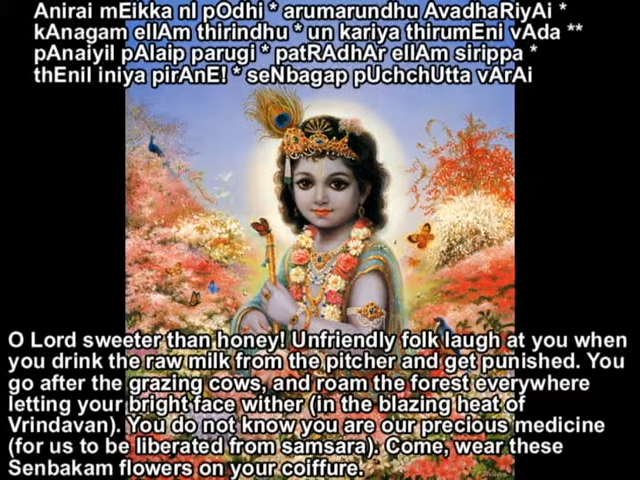 Anirai mEikka nI pOdhi * arumarundhu AvadhaRiyAi *
kAnagam ellAm thirindhu * un kariya thirumEni vAda **
pAnaiyil pAlaip parugi * patRAdhAr ellAm sirippa *
thEnil iniya pirAnE! * seNbagap pUchchUtta vArAi
O Lord sweeter than honey! Unfriendly folk laugh at you when
you drink the raw milk from the pitcher and get punished. You
go after the grazing cows, and roam the forest everywhere
letting your bright face wither (in the blazing heat of
Vrindavan). You do not know you are our precious medicine
(for us to be liberated from samsara). Come, wear these
Senbakam flowers on your coiffure.